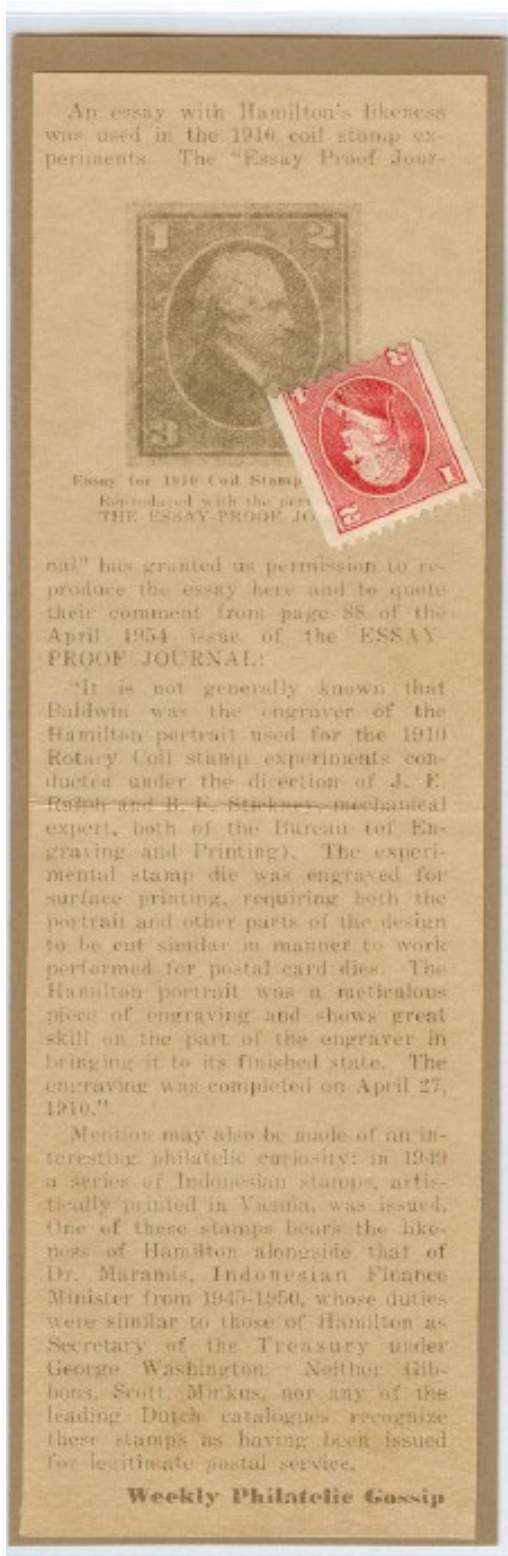 An essay with Hamilton's likeness
was used in the 1910 coil stamp ex-
periments. The "Essay Proof Jour-
1 2
3
3
4
1
2
Essay for 1910 Coil Stamp
Reproduced with the per
THE ESSAY-PROOF JO
nal" has granted us permission to re-
produce the essay here and to quote
their comment from page 88 of the
April 1954 issue of the ESSAY
PROOF JOURNAL:
"It is not generally known that
Baldwin was the engraver of the
Hamilton portrait used for the 1910
Rotary Coil stamp experiments con-
ducted under the direction of J. E.
Ralph and B. F. Stickney, mechanical
expert, both of the Bureau (of En-
graving and Printing). The experi-
mental stamp die was engraved for
surface printing, requiring both the
portrait and other parts of the design
to be cut similar in manner to work
performed for postal card dies. The
Hamilton portrait was a meticulous
piece of engraving and shows great
skill on the part of the engraver in
bringing it to its finished state. The
engraving was completed on April 27,
1910."
Mention may also be made of an in-
teresting philatelic curiosity: in 1949
a series of Indonesian stamps, artis-
tically printed in Vienna, was issued.
One of these stamps bears the like-
ness of Hamilton alongside that of
Dr. Maramis, Indonesian Finance
Minister from 1945-1950, whose duties
were similar to those of Hamilton as
Secretary of the Treasury under
George Washington. Neither Gib-
bons, Scott, Minkus, nor any of the
leading Dutch catalogues recognize
these stamps as having been issued
for legitimate postal service.
Weekly Philatelic Gossip